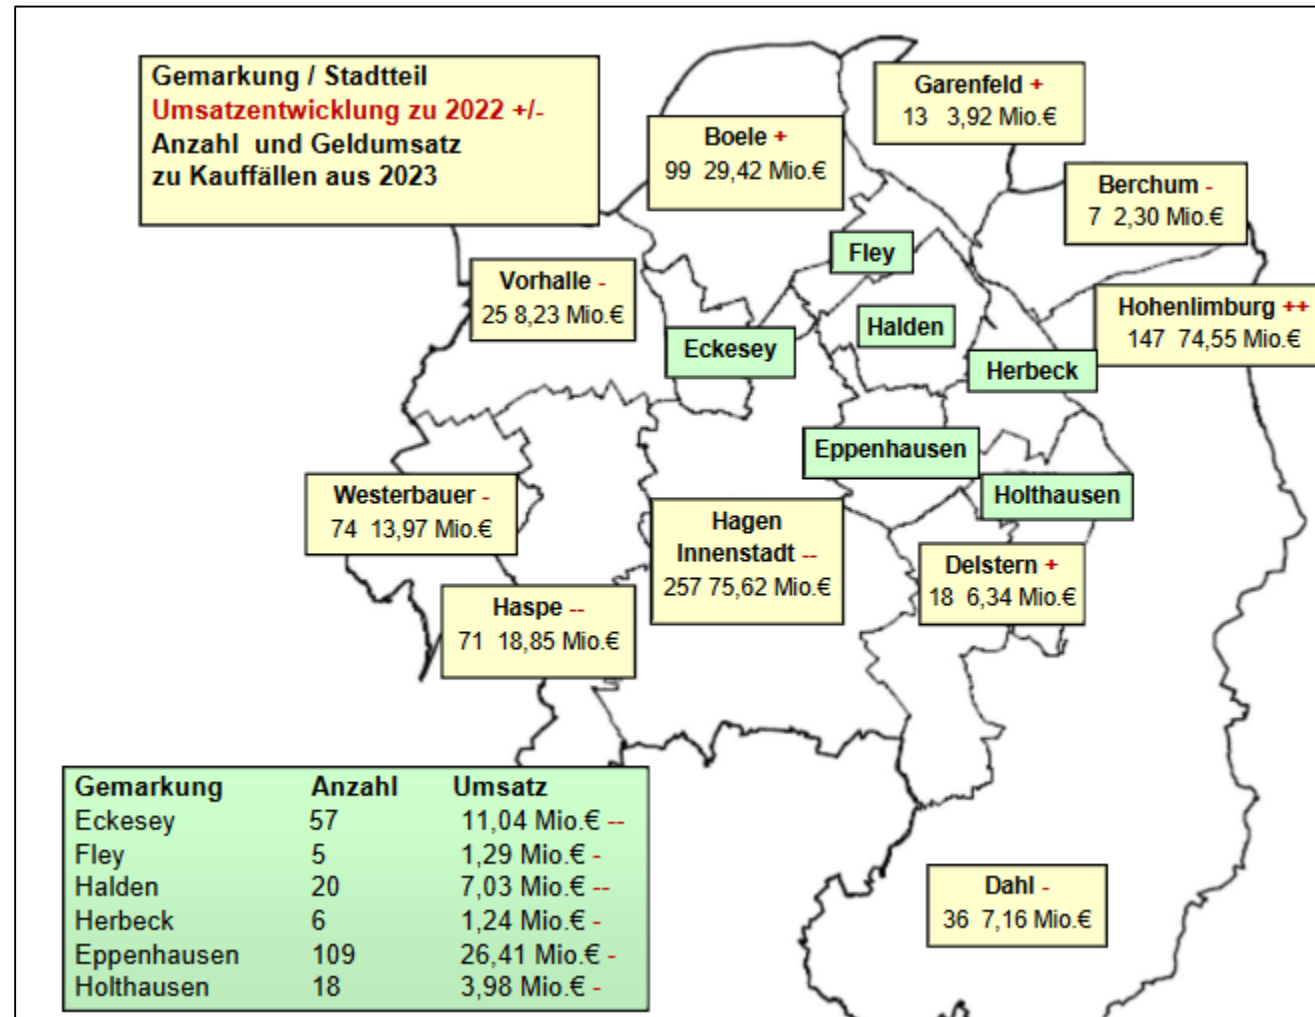 Gemarkung / Stadtteil
Umsatzentwicklung zu 2022 +/-
Anzahl und Geldumsatz
zu Kauffällen aus 2023
Garenfeld +
13 3,92 Mio.€
Boele +
99 29,42 Mio.€
Berchum -
7 2,30 Mio.€
Fley
Vorhalle -
25 8,23 Mio.€
Hohenlimburg ++
147 74,55 Mio.€
Halden
Eckesey
Herbeck
Eppenhausen
Holthausen
Westerbauer -
74 13,97 Mio.€
Hagen
Innenstadt --
257 75,62 Mio.€
Delstern +
18 6,34 Mio.€
Haspe --
71 18,85 Mio.€
Gemarkung Anzahl Umsatz
Eckesey 57 11,04 Mio.€ --
Fley 5 1,29 Mio.€ -
Halden 20 7,03 Mio.€ --
Herbeck 6 1,24 Mio.€ -
Eppenhausen 109 26,41 Mio.€ -
Holthausen 18 3,98 Mio.€ -
Dahl -
36 7,16 Mio.€